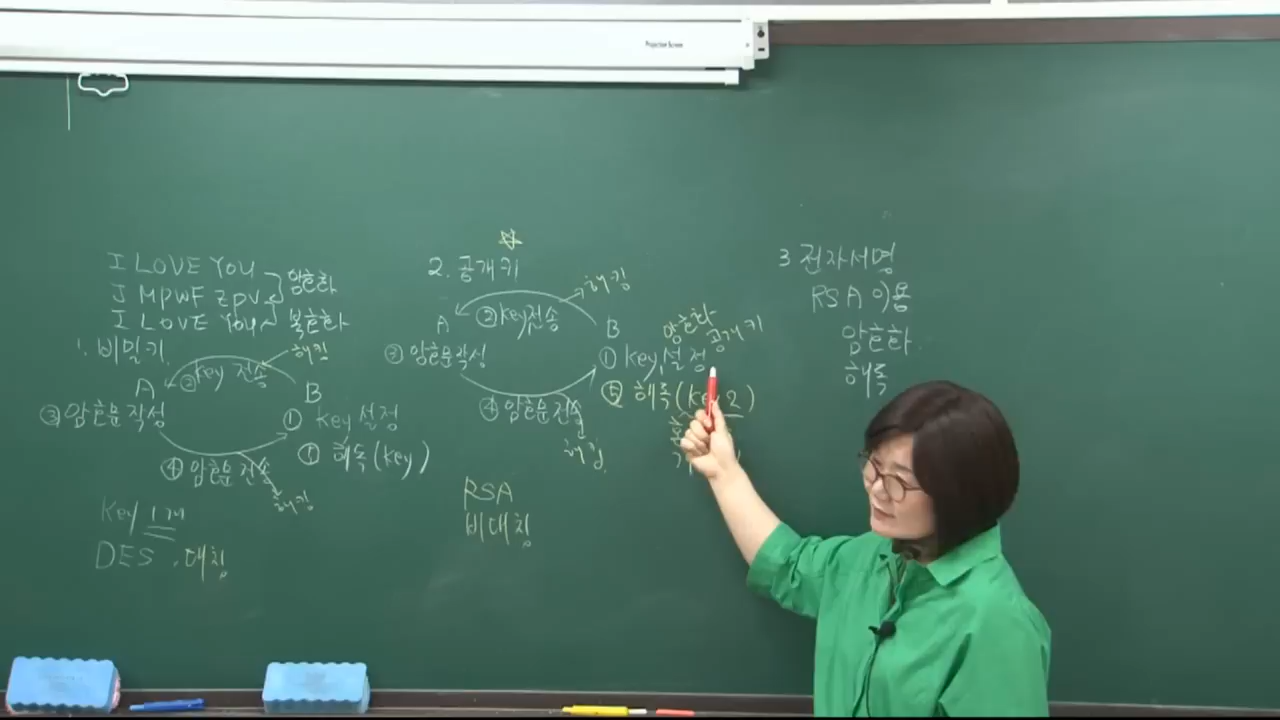 Projection Screen
I LOVE YOU
J MPWF ZPV
암호화
I LOVE YOU
복호화
1. 비밀키
해킹
② Key 전송
A
B
③ 암호문 작성
① key 설정
④ 암호문 전송
⑤ 해독 (key)
해킹
Key 1개
DES . 대칭
2. 공개키
해킹
② Key 전송
A
B
③ 암호문작성
① key 설정
암호화
공개키
④ 암호문 전송
⑤ 해독 (key 2)
해킹
RSA
비대칭
3 전자서명
RSA 이용
암호화
해독